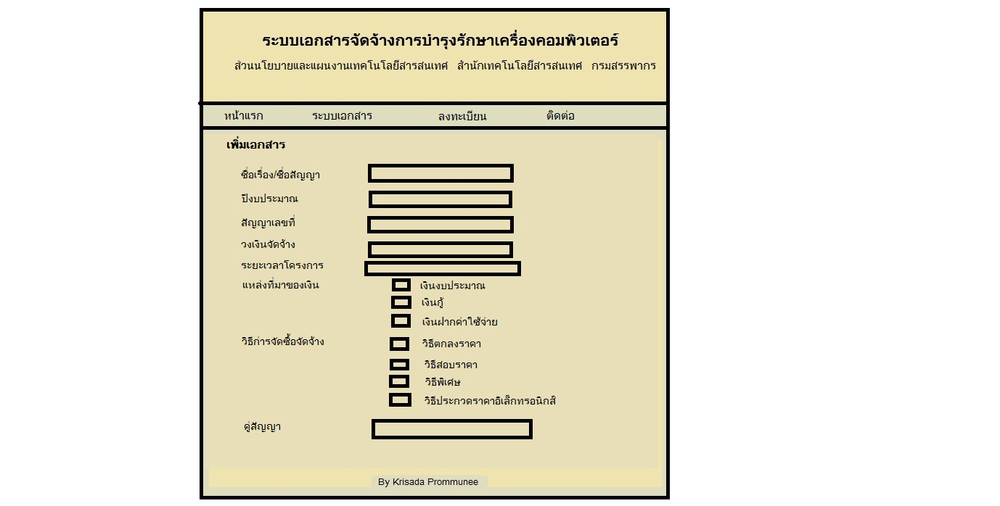 ระบบเอกสารจัดจ้างการบำรุงรักษาเครื่องคอมพิวเตอร์
ส่วนนโยบายและแผนงานเทคโนโลยีสารสนเทศ สำนักเทคโนโลยีสารสนเทศ กรมสรรพากร
หน้าแรก ระบบเอกสาร ลงทะเบียน ติดต่อ
เพิ่มเอกสาร
ชื่อเรื่อง/ชื่อสัญญา
ปีงบประมาณ
สัญญาเลขที่
วงเงินจัดจ้าง
ระยะเวลาโครงการ
แหล่งที่มาของเงิน เงินงบประมาณ
เงินกู้
เงินฝากค่าใช้จ่าย
วิธีก่ารจัดซื้อจัดจ้าง วิธีตกลงราคา
วิธีสอบราคา
วิธีพิเศษ
วิธีประกวดราคาอิเล็กทรอนิกส์
คู่สัญญา
By Krisada Prommunee